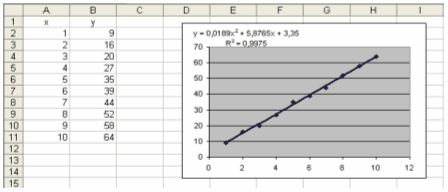 A B C D E F G H I
1 x y
2 1 9
3 2 16
4 3 20
5 4 27
6 5 35
7 6 39
8 7 44
9 8 52
10 9 58
11 10 64
12
13
14
15
y = 0,0189x² + 5,8765x + 3,35
R² = 0,9975
70
60
50
40
30
20
10
0
0 2 4 6 8 10 12